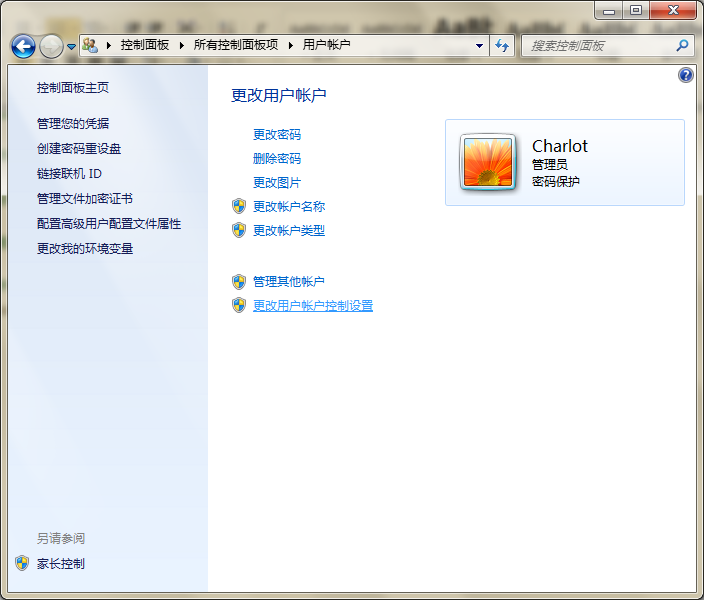 控制面板 ▸ 所有控制面板项 ▸ 用户帐户
搜索控制面板
控制面板主页
管理您的凭据
创建密码重设盘
链接联机 ID
管理文件加密证书
配置高级用户配置文件属性
更改我的环境变量
另请参阅
家长控制
更改用户帐户
更改密码
删除密码
更改图片
更改帐户名称
更改帐户类型
管理其他帐户
更改用户帐户控制设置
Charlot
管理员
密码保护